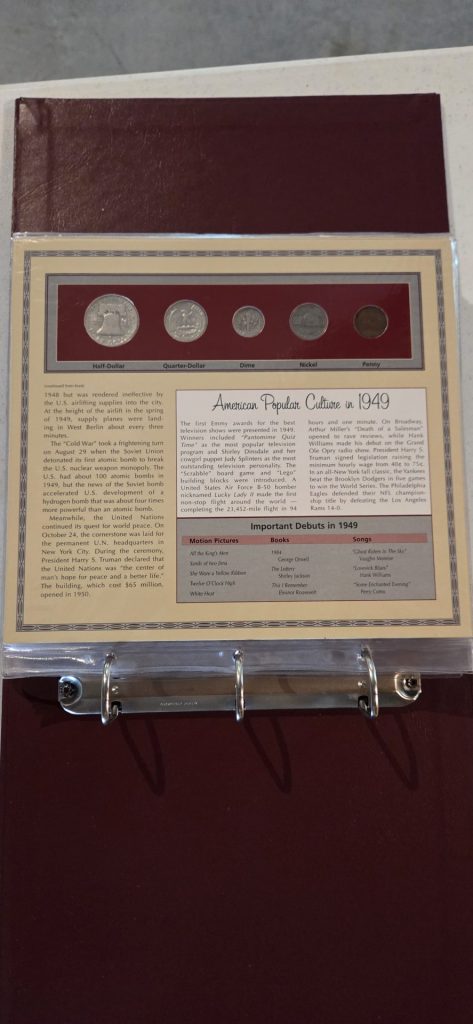 Half-Dollar Quarter-Dollar Dime Nickel Penny
(continued from front)
1948 but was rendered ineffective by
the U.S. airlifting supplies into the city.
At the height of the airlift in the spring
of 1949, supply planes were land-
ing in West Berlin about every three
minutes.
The "Cold War" took a frightening turn
on August 29 when the Soviet Union
detonated its first atomic bomb to break
the U.S. nuclear weapon monopoly. The
U.S. had about 100 atomic bombs in
1949, but the news of the Soviet bomb
accelerated U.S. development of a
hydrogen bomb that was about four times
more powerful than an atomic bomb.
Meanwhile, the United Nations
continued its quest for world peace. On
October 24, the cornerstone was laid for
the permanent U.N. headquarters in
New York City. During the ceremony,
President Harry S. Truman declared that
the United Nations was "the center of
man's hope for peace and a better life."
The building, which cost $65 million,
opened in 1950.
American Popular Culture in 1949
The first Emmy awards for the best
television shows were presented in 1949.
Winners included "Pantomime Quiz
Time" as the most popular television
program and Shirley Dinsdale and her
cowgirl puppet Judy Splinters as the most
outstanding television personality. The
"Scrabble" board game and "Lego"
building blocks were introduced. A
United States Air Force B-50 bomber
nicknamed Lucky Lady II made the first
non-stop flight around the world —
completing the 23,452-mile flight in 94
hours and one minute. On Broadway,
Arthur Miller's "Death of a Salesman"
opened to rave reviews, while Hank
Williams made his debut on the Grand
Ole Opry radio show. President Harry S.
Truman signed legislation raising the
minimum hourly wage from 40¢ to 75¢.
In an all-New York fall classic, the Yankees
beat the Brooklyn Dodgers in five games
to win the World Series. The Philadelphia
Eagles defended their NFL champion-
ship title by defeating the Los Angeles
Rams 14-0.
Important Debuts in 1949
Motion Pictures Books Songs
All the King's Men
Sands of Iwo Jima
She Wore a Yellow Ribbon
Twelve O'Clock High
White Heat
1984
George Orwell
The Lottery
Shirley Jackson
This I Remember
Eleanor Roosevelt
"Ghost Riders in The Sky"
Vaughn Monroe
"Lovesick Blues"
Hank Williams
"Some Enchanted Evening"
Perry Como